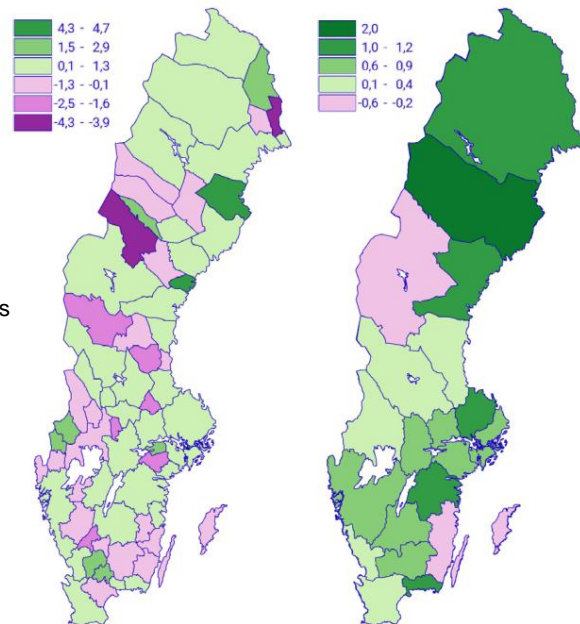 4,3 - 4,7
1,5 - 2,9
0,1 - 1,3
-1,3 - -0,1
-2,5 - -1,6
-4,3 - -3,9
2,0
1,0 - 1,2
0,6 - 0,9
0,1 - 0,4
-0,6 - -0,2
s